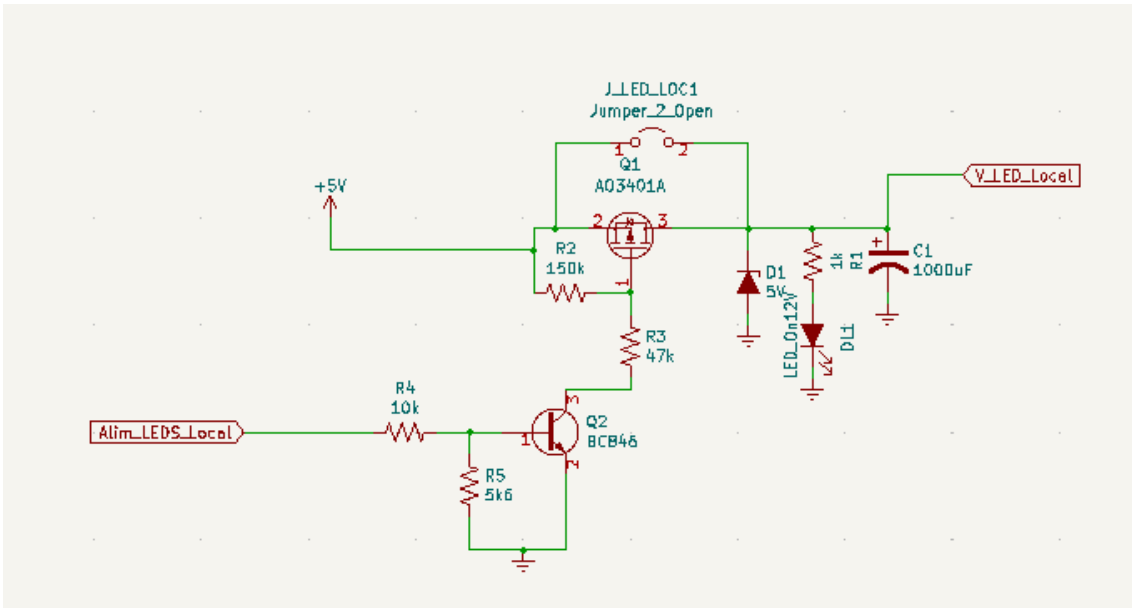 J_LED_LOC1
Jumper_2_Open
1
2
Q1
AO3401A
+5V
V_LED_Local
2
3
R2
150k
1
1k
R1
+
C1
1000uF
D1
5V
LED_On12V
DL1
R3
47k
R4
10k
3
Alim_LEDS_Local
1
Q2
BC846
2
R5
5k6